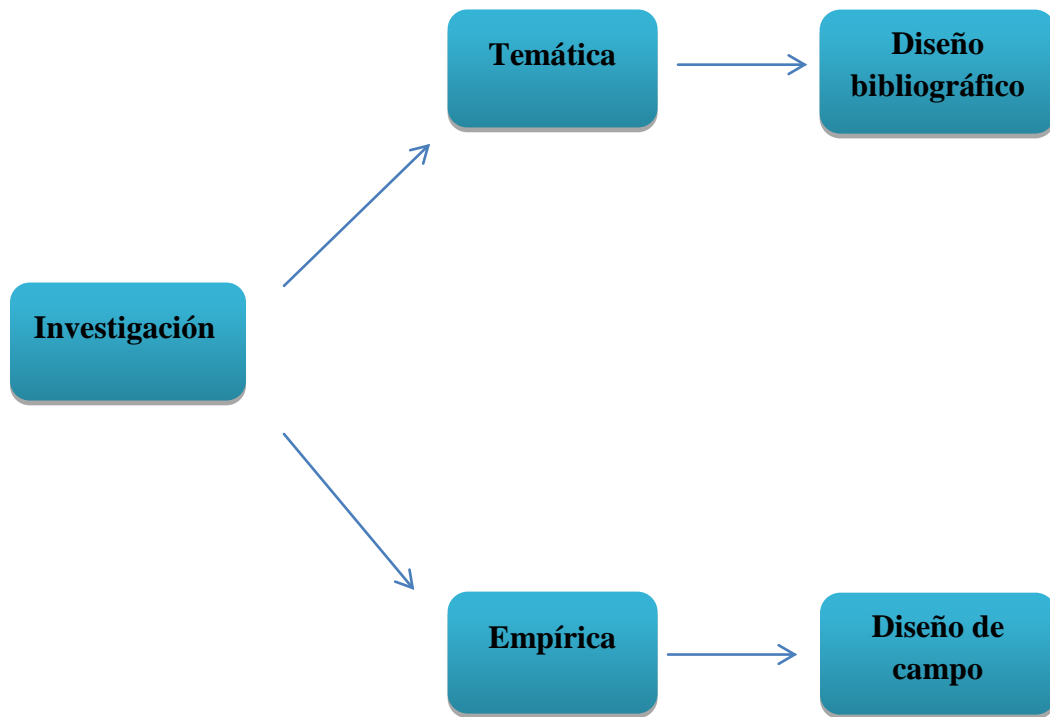 Temática
Diseño
bibliográfico
Investigación
Empírica
Diseño de
campo